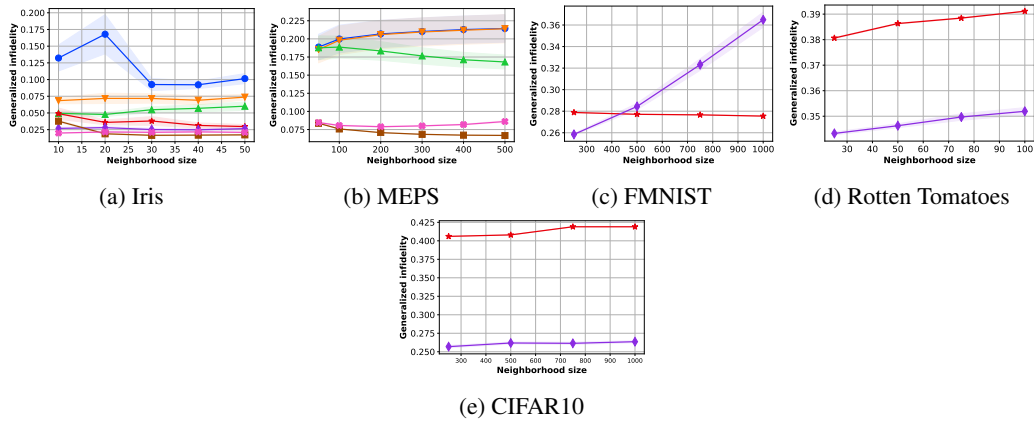 Generalized infidelity
0.200
0.175
0.150
0.125
0.100
0.075
0.050
0.025
10 15 20 25 30 35 40 45 50
Neighborhood size
(a) Iris
Generalized infidelity
0.225
0.200
0.175
0.150
0.125
0.100
0.075
100 200 300 400 500
Neighborhood size
(b) MEPS
Generalized infidelity
0.36
0.34
0.32
0.30
0.28
0.26
300 400 500 600 700 800 900 1000
Neighborhood size
(c) FMNIST
Generalized infidelity
0.39
0.38
0.37
0.36
0.35
30 40 50 60 70 80 90 100
Neighborhood size
(d) Rotten Tomatoes
Generalized infidelity
0.425
0.400
0.375
0.350
0.325
0.300
0.275
0.250
300 400 500 600 700 800 900 1000
Neighborhood size
(e) CIFAR10